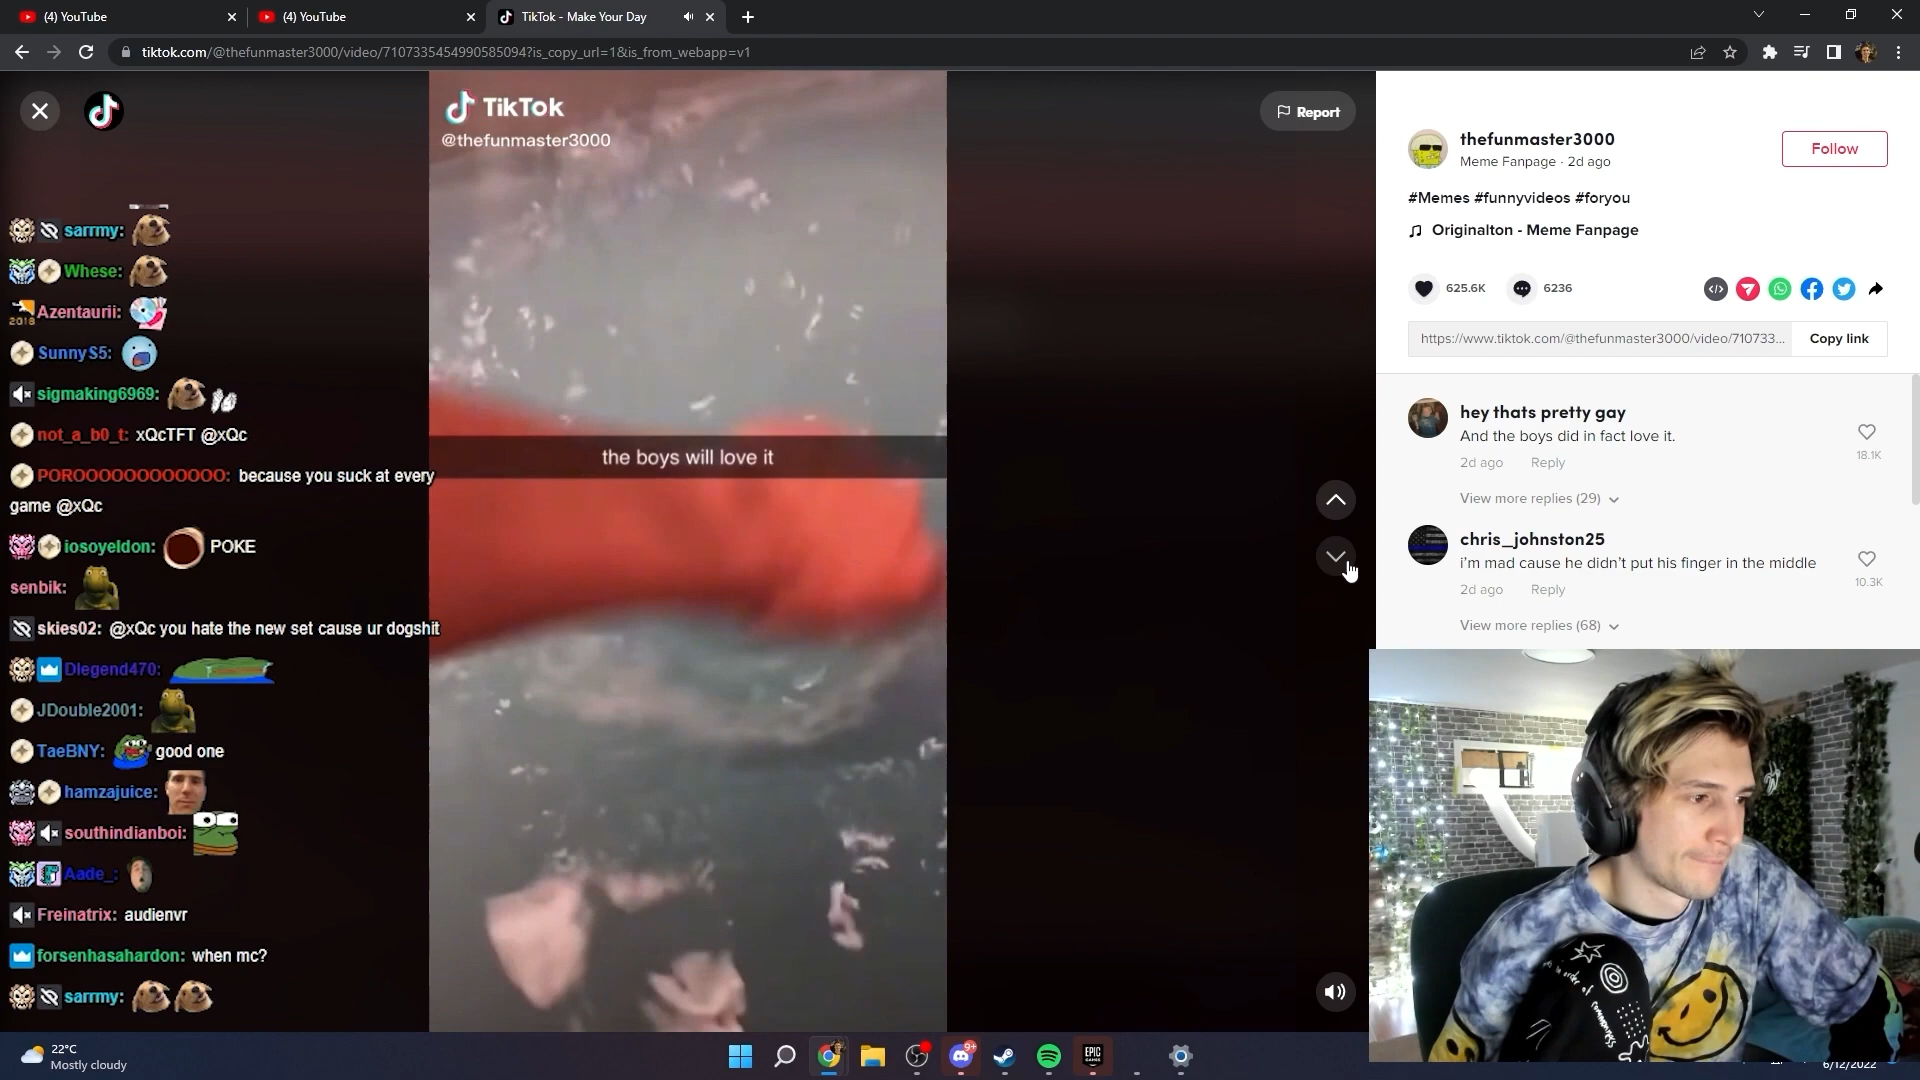 (4) YouTube
(4) YouTube
TikTok - Make Your Day
tiktok.com/@thefunmaster3000/video/7107335454990585094?is_copy_url=1&is_from_webapp=v1
TikTok
@thefunmaster3000
Report
sarrmy:
Whese:
2018 Azentaurii:
SunnyS5:
sigmaking6969:
not_a_b0_t: xQcTFT @xQc
POROOOOOOOOOOOO: because you suck at every
game @xQc
iosoyeldon: POKE
senbik:
skies02: @xQc you hate the new set cause ur dogshit
Dlegend470:
JDouble2001:
TaeBNY: good one
hamzajuice:
southindianboi:
Aade_:
Freinatrix: audienvr
forsenhasahardon: when mc?
sarrmy:
the boys will love it
thefunmaster3000
Meme Fanpage · 2d ago
Follow
#Memes #funnyvideos #foryou
Originalton - Meme Fanpage
625.6K
6236
https://www.tiktok.com/@thefunmaster3000/video/710733...
Copy link
hey thats pretty gay
And the boys did in fact love it.
2d ago Reply
18.1K
View more replies (29)
chris_johnston25
i'm mad cause he didn't put his finger in the middle
2d ago Reply
10.3K
View more replies (68)
22°C
Mostly cloudy
9+
EPIC
GAMES
6/12/2022